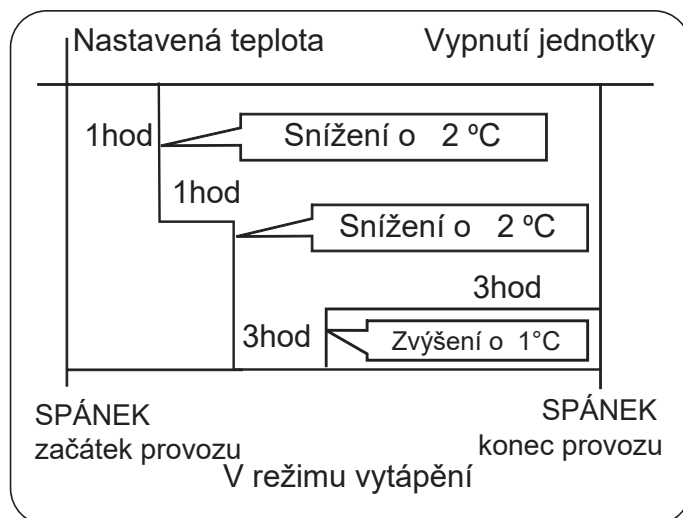 Nastavená teplota
Vypnutí jednotky
1hod
Snížení o 2 ºC
1hod
Snížení o 2 ºC
3hod
3hod
Zvýšení o 1°C
SPÁNEK
začátek provozu
SPÁNEK
konec provozu
V režimu vytápění